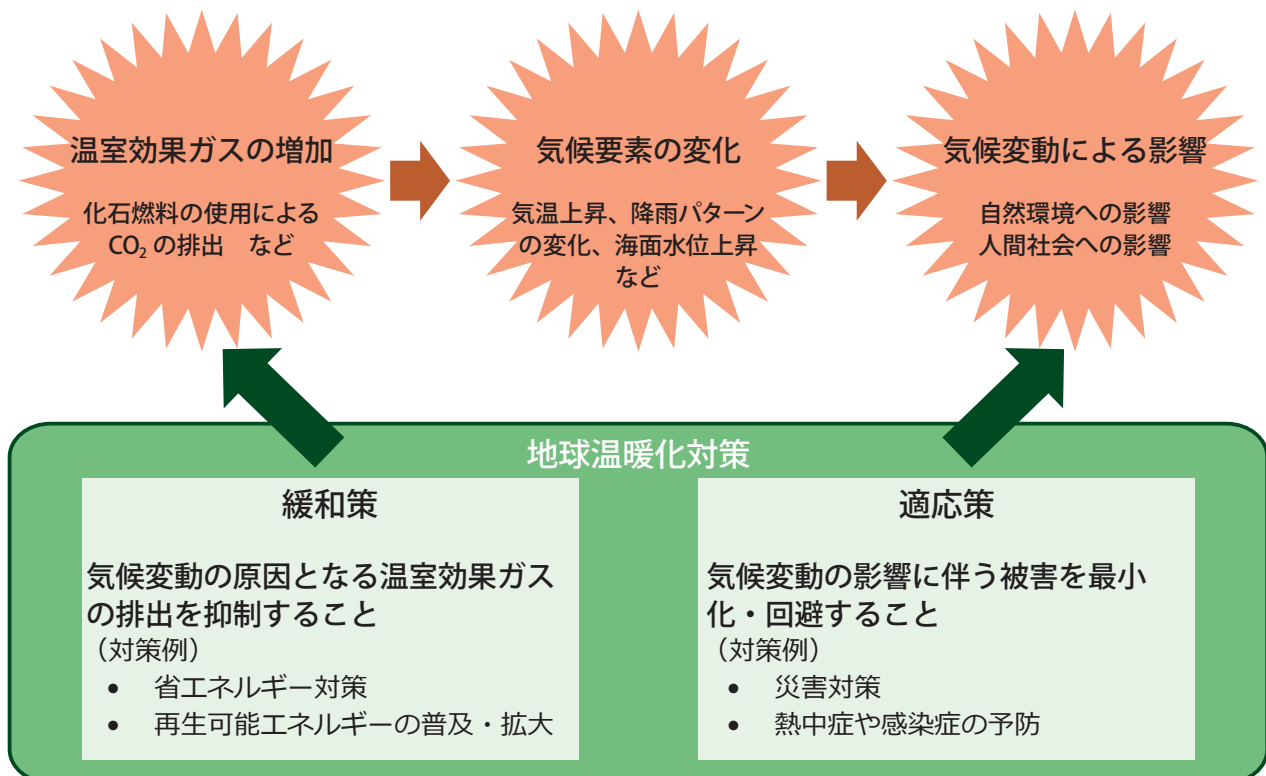 温室効果ガスの増加
化石燃料の使用による
CO₂ の排出　など
気候要素の変化
気温上昇、降雨パターン
の変化、海面水位上昇
など
気候変動による影響
自然環境への影響
人間社会への影響
地球温暖化対策
緩和策
気候変動の原因となる温室効果ガス
の排出を抑制すること
（対策例）
• 省エネルギー対策
• 再生可能エネルギーの普及・拡大
適応策
気候変動の影響に伴う被害を最小
化・回避すること
（対策例）
• 災害対策
• 熱中症や感染症の予防